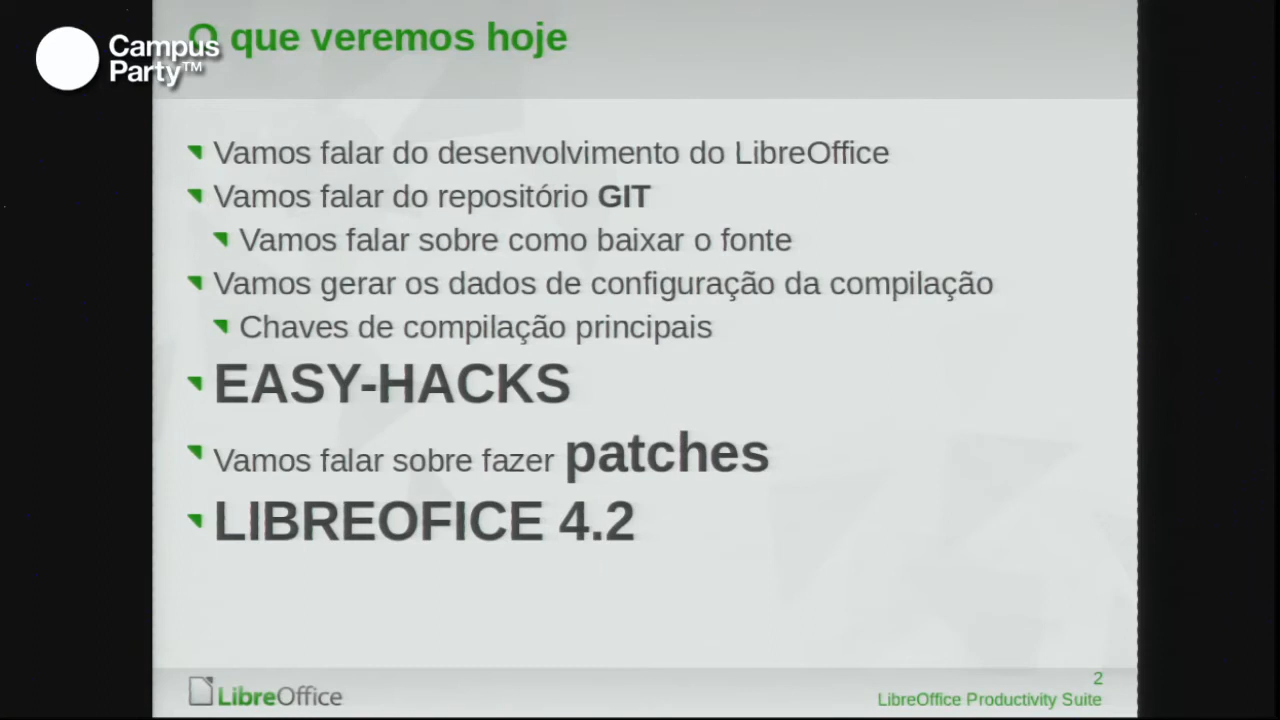 Campus
Party™
O que veremos hoje
Vamos falar do desenvolvimento do LibreOffice
Vamos falar do repositório GIT
Vamos falar sobre como baixar o fonte
Vamos gerar os dados de configuração da compilação
Chaves de compilação principais
EASY-HACKS
Vamos falar sobre fazer patches
LIBREOFICE 4.2
LibreOffice
2
LibreOffice Productivity Suite